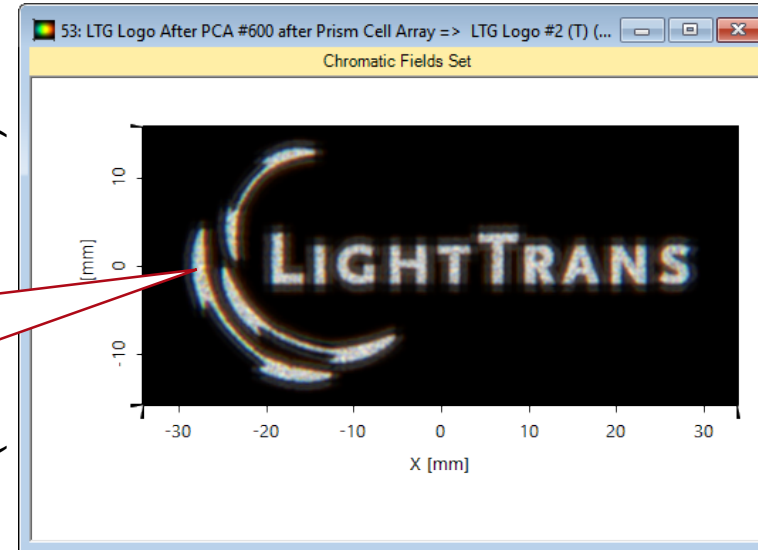 53: LTG Logo After PCA #600 after Prism Cell Array => LTG Logo #2 (T) (...
Chromatic Fields Set
10
[mm]
0
LIGHTTRANS
-10
-30 -20 -10 0 10 20 30
X [mm]